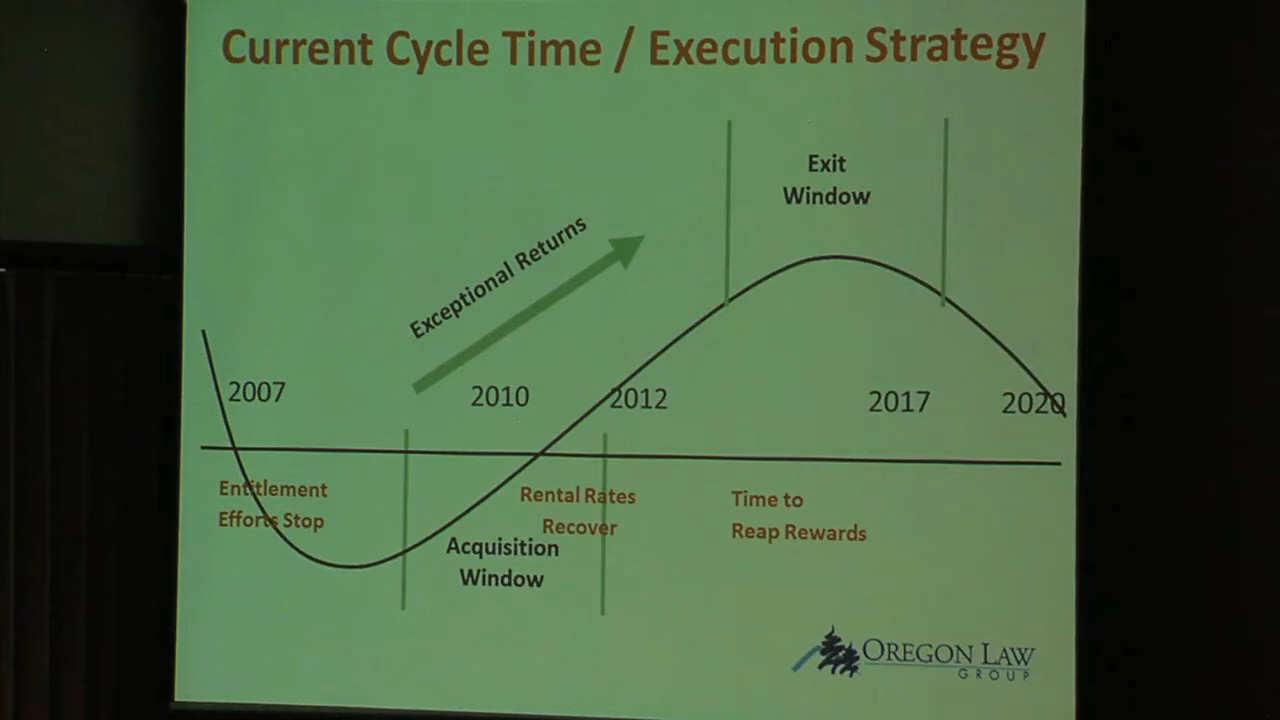 Current Cycle Time / Execution Strategy
Exit
Window
Exceptional Returns
2007
2010
2012
2017
2020
Entitlement
Efforts Stop
Rental Rates
Recover
Time to
Reap Rewards
Acquisition
Window
OREGON LAW
GROUP